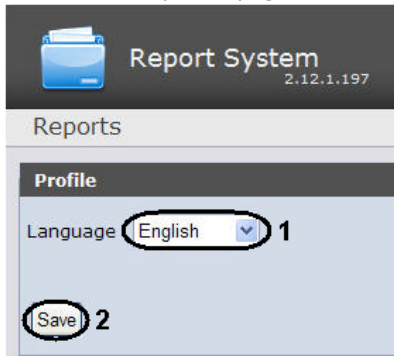 Report System
2.12.1.197
Reports
Profile
Language English 1
Save 2